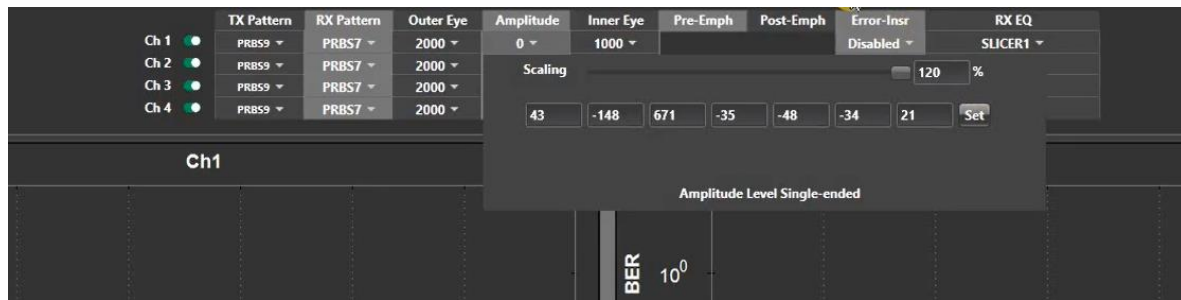 TX Pattern RX Pattern Outer Eye Amplitude Inner Eye Pre-Emph Post-Emph Error-Insr RX EQ
Ch 1 PRBS9 PRBS7 2000 0 1000 Disabled SLICER1
Ch 2 PRBS9 PRBS7 2000
Scaling 120 %
Ch 3 PRBS9 PRBS7 2000
Ch 4 PRBS9 PRBS7 2000
43 -148 671 -35 -48 -34 21 Set
Ch1
Amplitude Level Single-ended
BER 10⁰